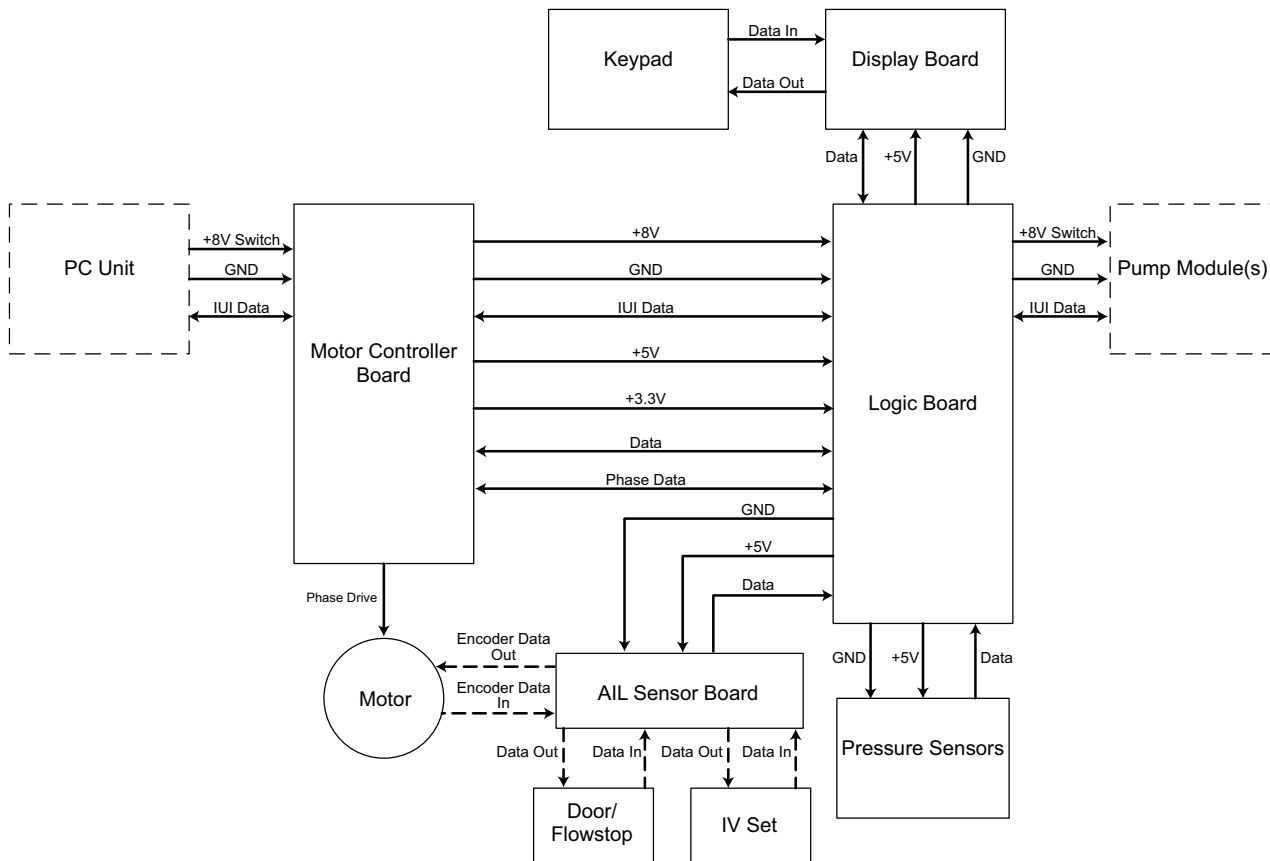 Keypad
Data In
Data Out
Display Board
Data
+5V
GND
PC Unit
+8V Switch
GND
IUI Data
Motor Controller
Board
+8V
GND
IUI Data
+5V
+3.3V
Data
Phase Data
GND
+5V
Data
Logic Board
+8V Switch
GND
IUI Data
Pump Module(s)
Phase Drive
Motor
Encoder Data
Out
Encoder Data
In
AIL Sensor Board
GND
+5V
Data
Pressure Sensors
Data Out
Data In
Data Out
Data In
Door/
Flowstop
IV Set